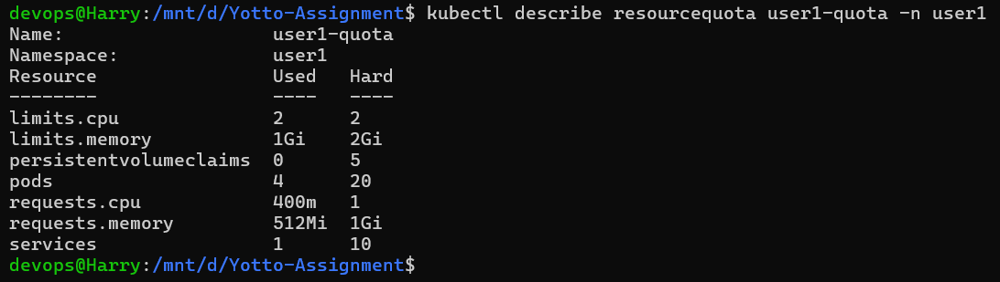 devops@Harry:/mnt/d/Yotto-Assignment$ kubectl describe resourcequota user1-quota -n user1
Name:                   user1-quota
Namespace:              user1
Resource                Used   Hard
--------                ----   ----
limits.cpu              2      2
limits.memory           1Gi    2Gi
persistentvolumeclaims  0      5
pods                    4      20
requests.cpu            400m   1
requests.memory         512Mi  1Gi
services                1      10
devops@Harry:/mnt/d/Yotto-Assignment$